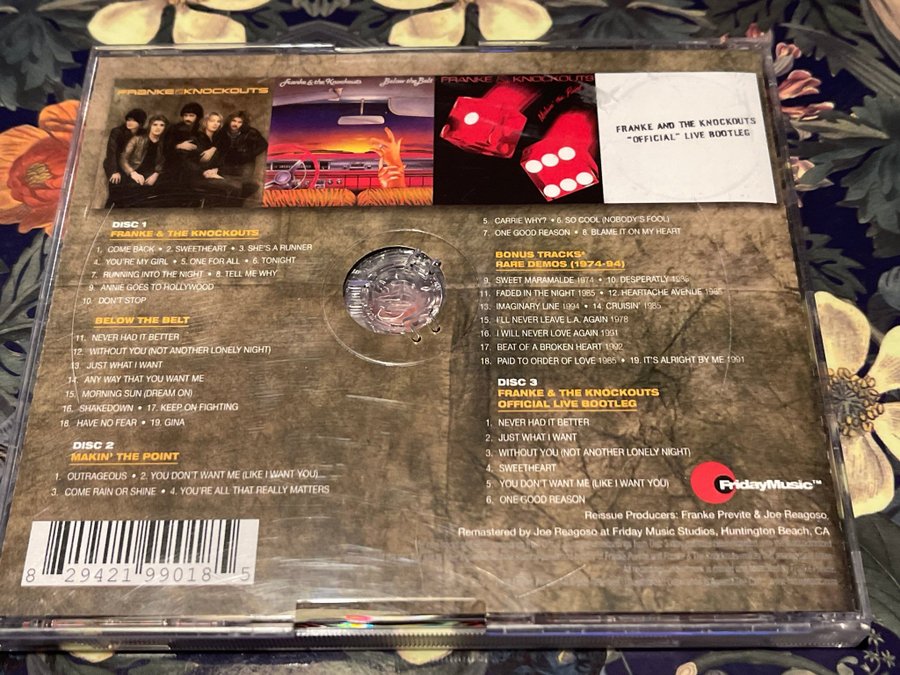 FRANKE & THE KNOCKOUTS
Franke & the Knockouts Below the Belt
FRANKE & THE KNOCKOUTS
Makin' the Point
FRANKE AND THE KNOCKOUTS
"OFFICIAL" LIVE BOOTLEG
DISC 1
FRANKE & THE KNOCKOUTS
1. COME BACK • 2. SWEETHEART • 3. SHE'S A RUNNER
4. YOU'RE MY GIRL • 5. ONE FOR ALL • 6. TONIGHT
7. RUNNING INTO THE NIGHT • 8. TELL ME WHY
9. ANNIE GOES TO HOLLYWOOD
10. DON'T STOP
BELOW THE BELT
11. NEVER HAD IT BETTER
12. WITHOUT YOU (NOT ANOTHER LONELY NIGHT)
13. JUST WHAT I WANT
14. ANY WAY THAT YOU WANT ME
15. MORNING SUN (DREAM ON)
16. SHAKEDOWN • 17. KEEP ON FIGHTING
18. HAVE NO FEAR • 19. GINA
DISC 2
MAKIN' THE POINT
1. OUTRAGEOUS • 2. YOU DON'T WANT ME (LIKE I WANT YOU)
3. COME RAIN OR SHINE • 4. YOU'RE ALL THAT REALLY MATTERS
5. CARRIE WHY? • 6. SO COOL (NOBODY'S FOOL)
7. ONE GOOD REASON • 8. BLAME IT ON MY HEART
BONUS TRACKS*
RARE DEMOS (1974-94)
9. SWEET MARAMALDE 1974 • 10. DESPERATLY 1985
11. FADED IN THE NIGHT 1985 • 12. HEARTACHE AVENUE 1985
13. IMAGINARY LINE 1994 • 14. CRUISIN' 1985
15. I'LL NEVER LEAVE L.A. AGAIN 1978
16. I WILL NEVER LOVE AGAIN 1991
17. BEAT OF A BROKEN HEART 1992
18. PAID TO ORDER OF LOVE 1985 • 19. IT'S ALRIGHT BY ME 1991
DISC 3
FRANKE & THE KNOCKOUTS
OFFICIAL LIVE BOOTLEG
1. NEVER HAD IT BETTER
2. JUST WHAT I WANT
3. WITHOUT YOU (NOT ANOTHER LONELY NIGHT)
4. SWEETHEART
5. YOU DON'T WANT ME (LIKE I WANT YOU)
6. ONE GOOD REASON
FridayMusic™
Reissue Producers: Franke Previte & Joe Reagoso,
Remastered by Joe Reagoso at Friday Music Studios, Huntington Beach, CA
8 29421 99018 5